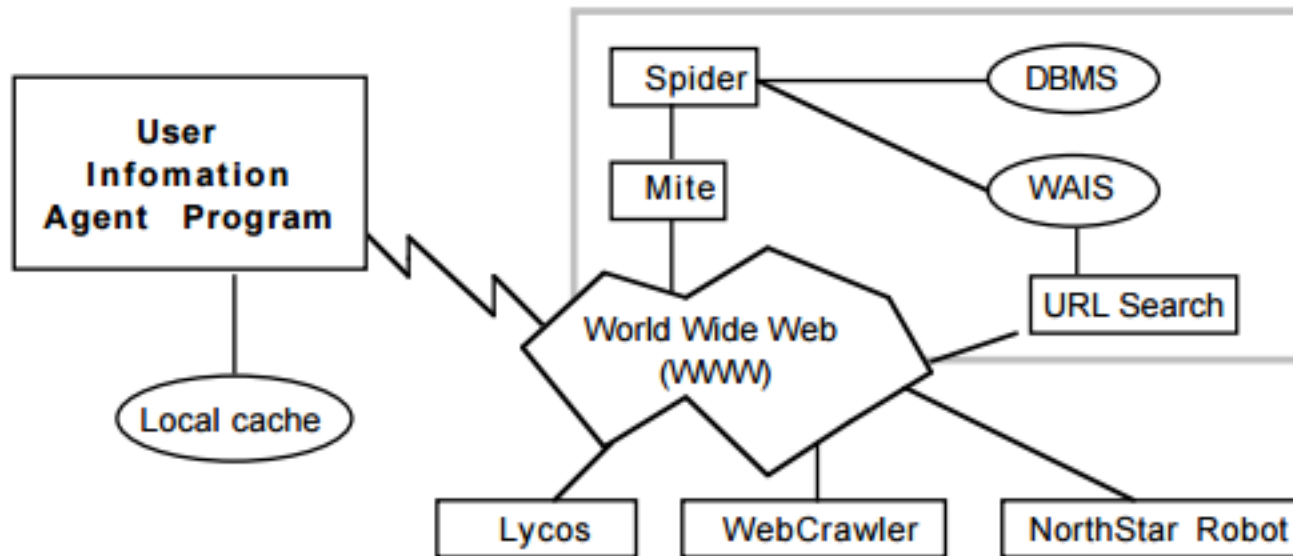 User
Infomation
Agent Program
Local cache
Spider
DBMS
Mite
WAIS
URL Search
World Wide Web
(WWW)
Lycos
WebCrawler
NorthStar Robot